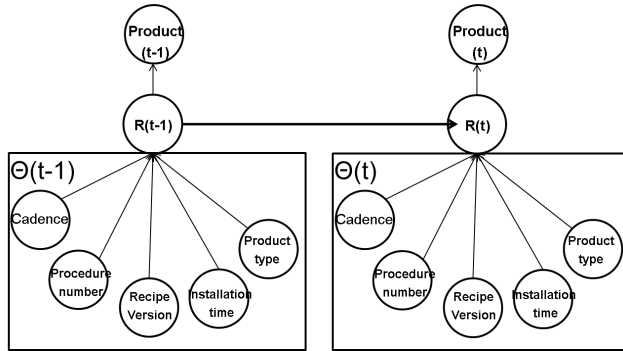 Product
(t-1)
Product
(t)
R(t-1)
R(t)
Θ(t-1)
Cadence
Procedure
number
Recipe
Version
Installation
time
Product
type
Θ(t)
Cadence
Procedure
number
Recipe
Version
Installation
time
Product
type